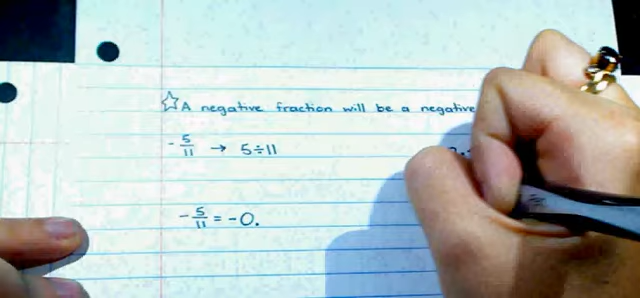 ☆ A negative fraction will be a negative
-5/11 → 5÷11
-5/11 = -0.